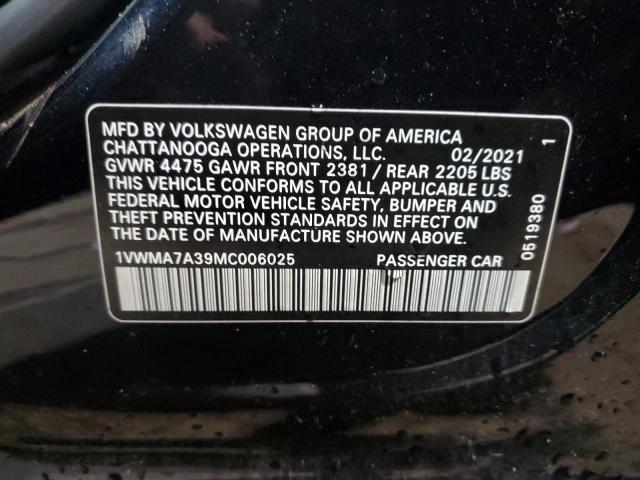 MFD BY VOLKSWAGEN GROUP OF AMERICA
CHATTANOOGA OPERATIONS, LLC. 02/2021
GVWR 4475 GAWR FRONT 2381 / REAR 2205 LBS
THIS VEHICLE CONFORMS TO ALL APPLICABLE U.S.
FEDERAL MOTOR VEHICLE SAFETY, BUMPER AND
THEFT PREVENTION STANDARDS IN EFFECT ON
THE DATE OF MANUFACTURE SHOWN ABOVE.
1VWMA7A39MC006025 PASSENGER CAR
0519380 1